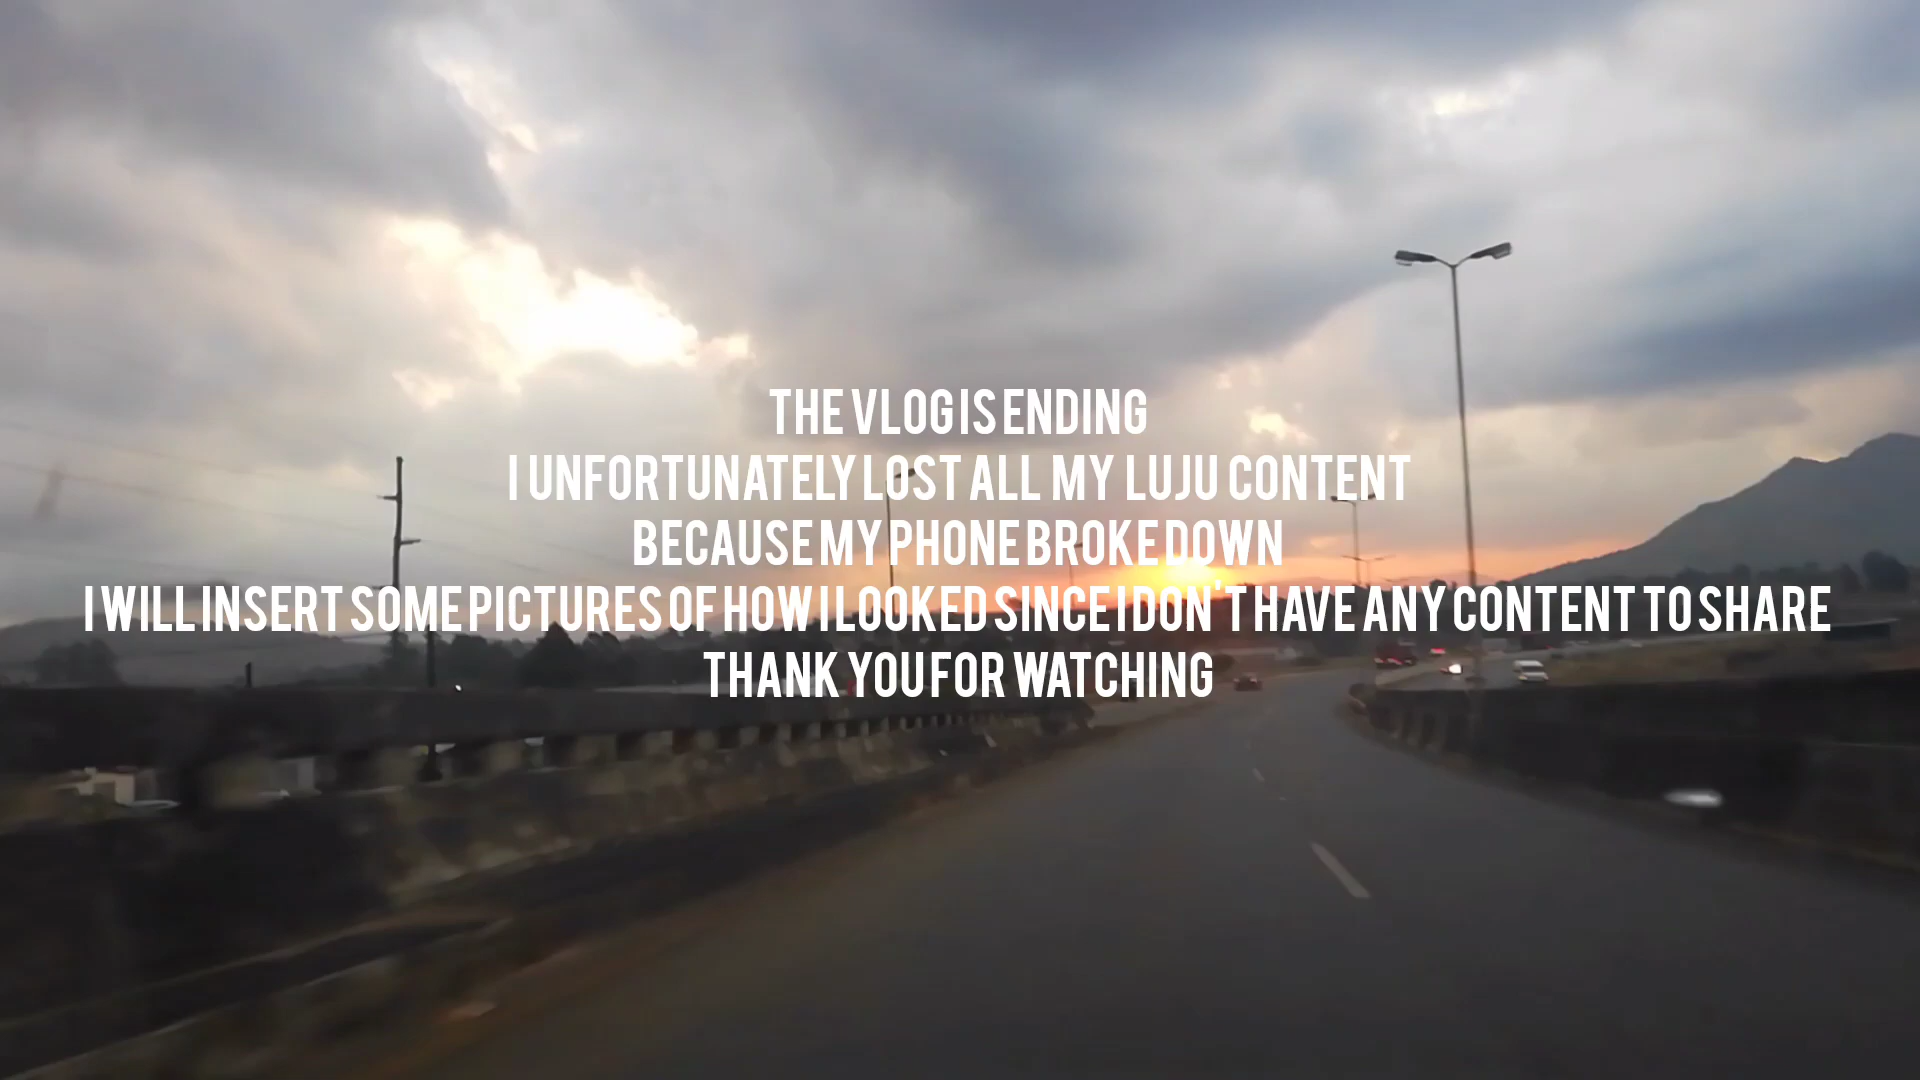 THE VLOG IS ENDING
I UNFORTUNATELY LOST ALL MY LUJU CONTENT
BECAUSE MY PHONE BROKE DOWN
I WILL INSERT SOME PICTURES OF HOW I LOOKED SINCE I DON'T HAVE ANY CONTENT TO SHARE
THANK YOU FOR WATCHING